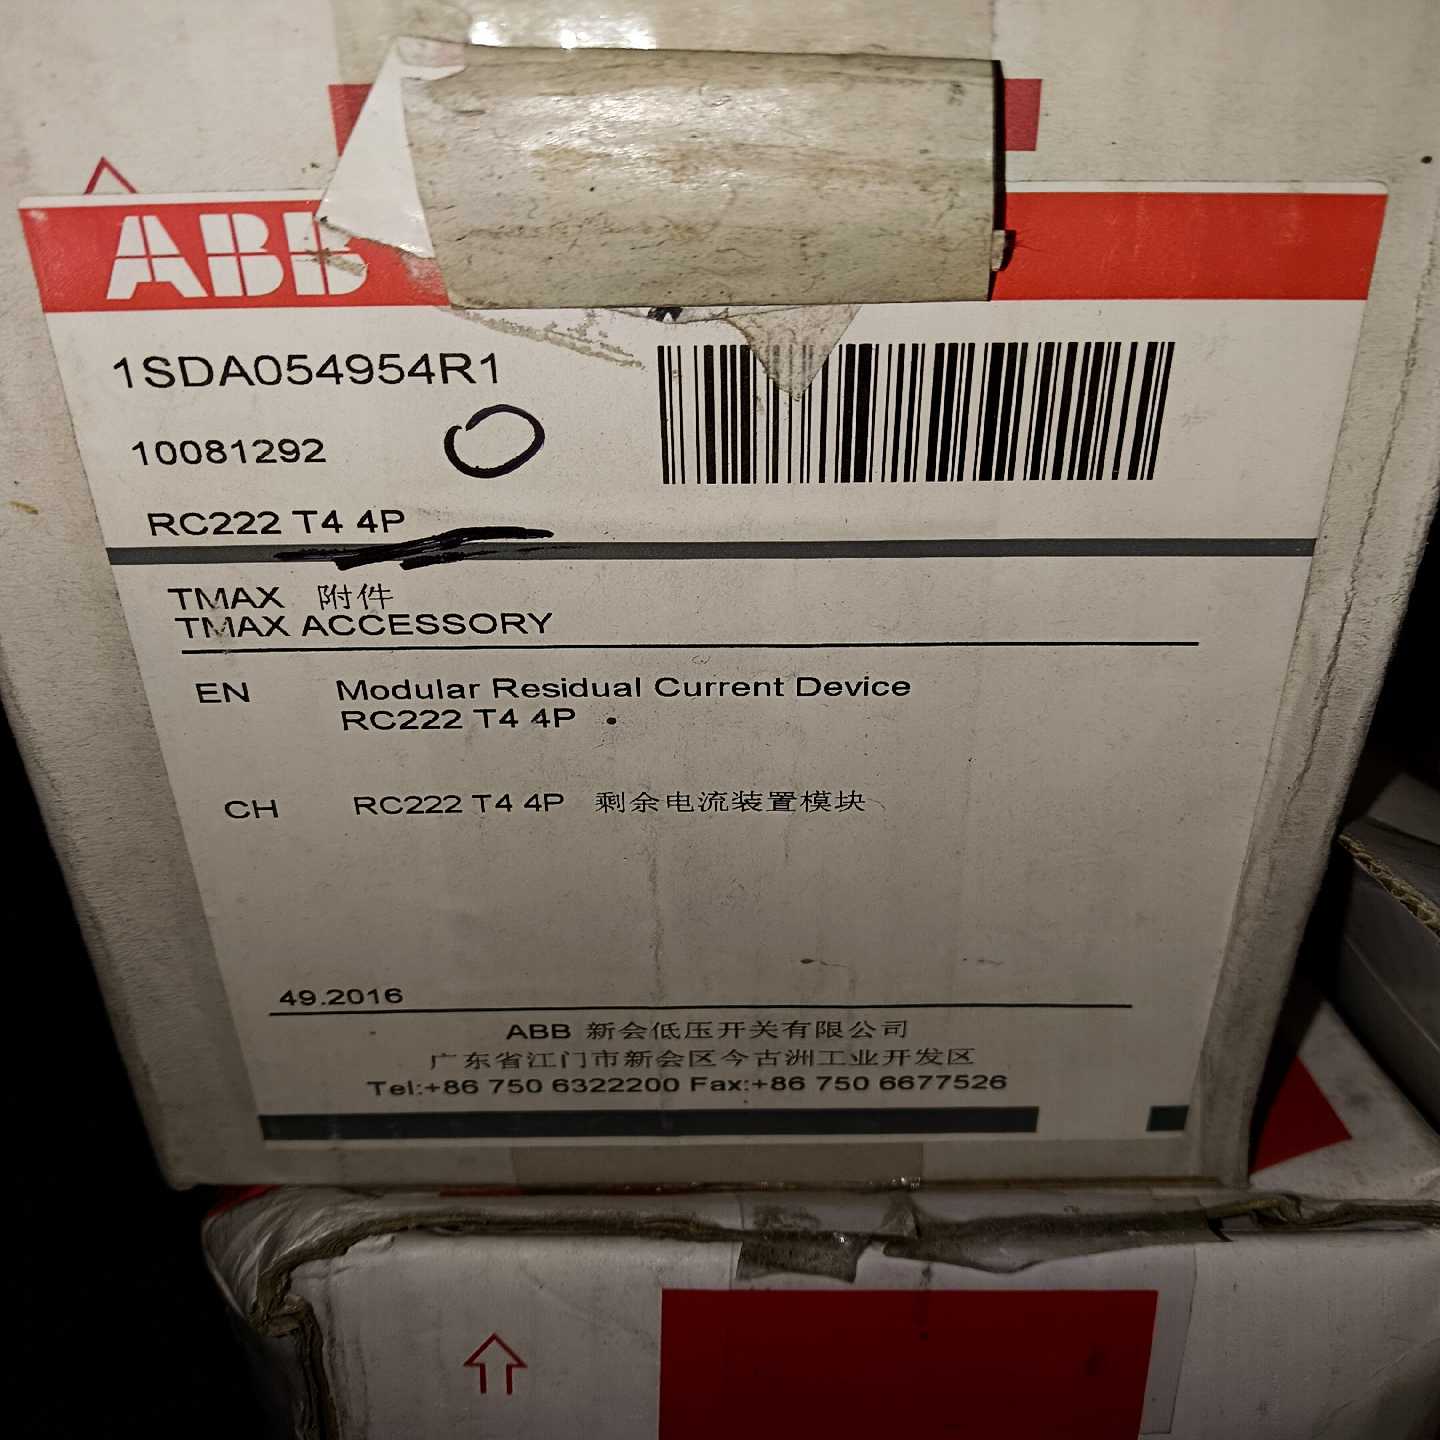 ABB
1SDA054954R1
10081292
RC222 T4 4P
TMAX 附件
TMAX ACCESSORY
EN Modular Residual Current Device
RC222 T4 4P
CH RC222 T4 4P 剩余电流装置模块
49.2016
ABB 新会低压开关有限公司
广东省江门市新会区今古洲工业开发区
Tel:+86 750 6322200 Fax:+86 750 6677526